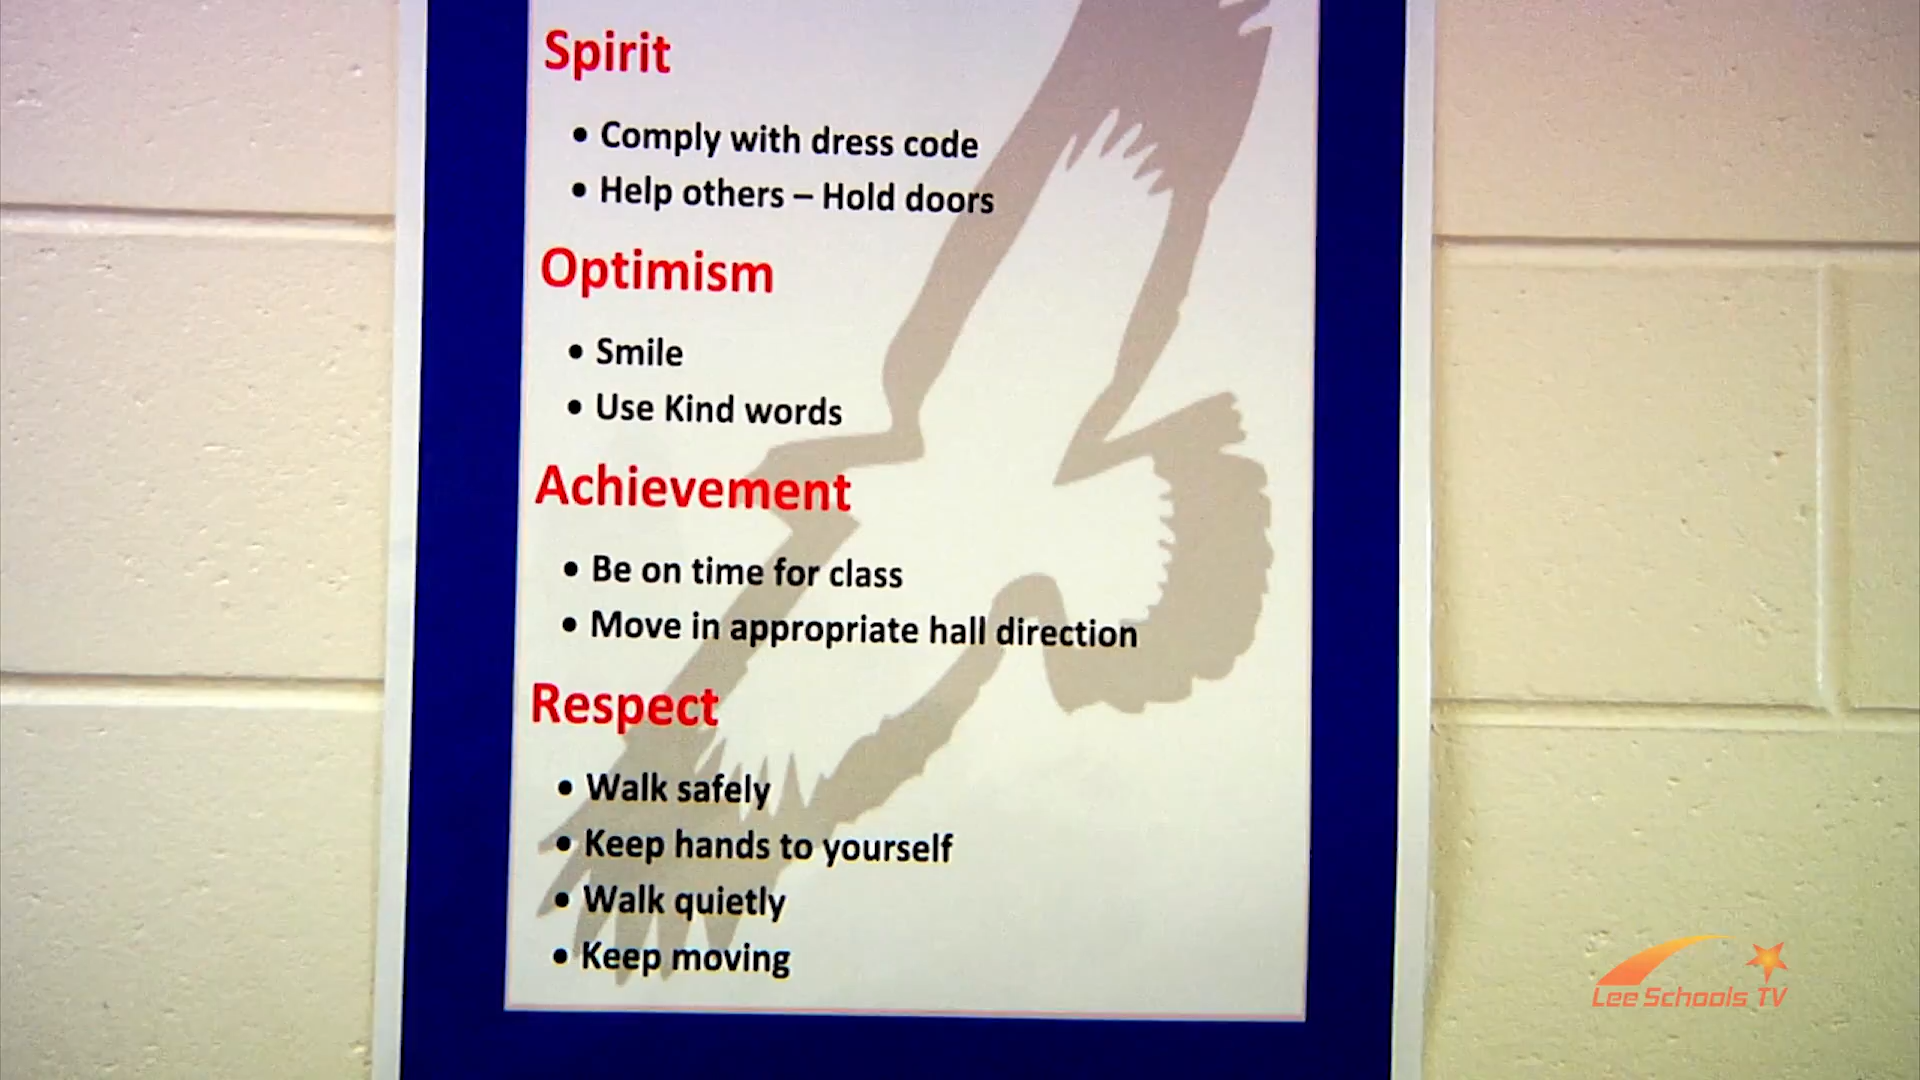 Spirit
• Comply with dress code
• Help others – Hold doors
Optimism
• Smile
• Use Kind words
Achievement
• Be on time for class
• Move in appropriate hall direction
Respect
• Walk safely
• Keep hands to yourself
• Walk quietly
• Keep moving
Lee Schools TV